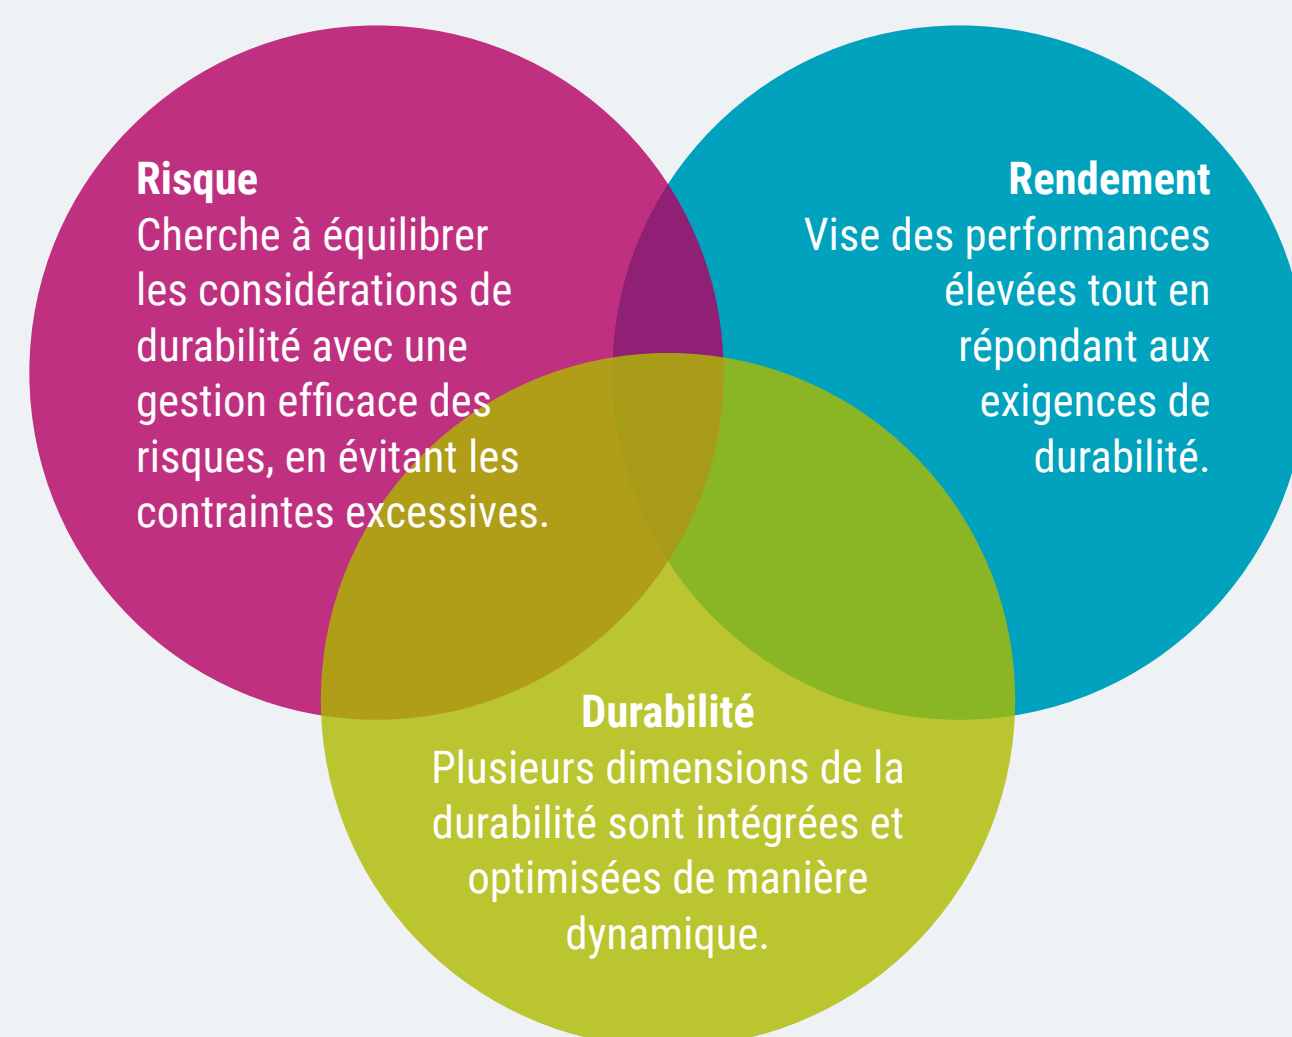 Risque
Cherche à équilibrer
les considérations de
durabilité avec une
gestion efficace des
risques, en évitant les
contraintes excessives.
Rendement
Vise des performances
élevées tout en
répondant aux
exigences de
durabilité.
Durabilité
Plusieurs dimensions de la
durabilité sont intégrées et
optimisées de manière
dynamique.